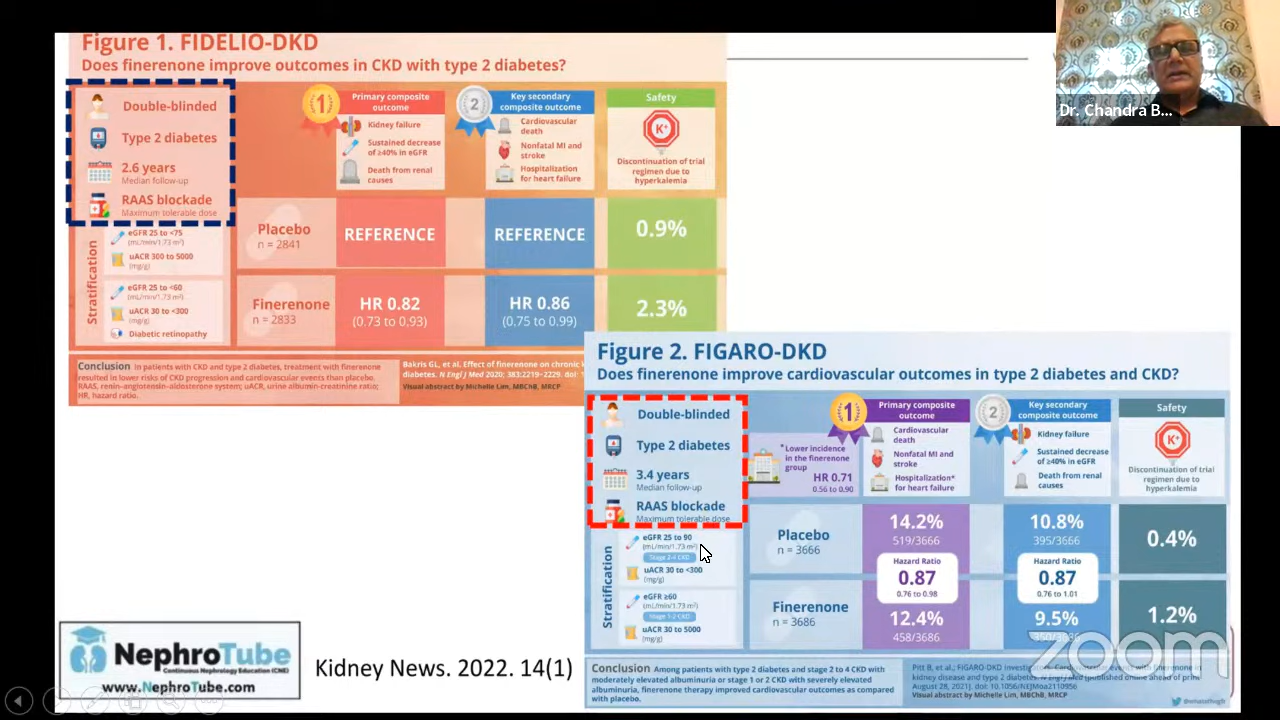 Figure 1. FIDELIO-DKD
Does finerenone improve outcomes in CKD with type 2 diabetes?
Double-blinded
Type 2 diabetes
2.6 years
Median follow-up
RAAS blockade
Maximum tolerable dose
Stratification
eGFR 25 to <75
(mL/min/1.73 m²)
uACR 300 to 5000
(mg/g)
eGFR 25 to <60
(mL/min/1.73 m²)
uACR 30 to <300
(mg/g)
Diabetic retinopathy
1
Primary composite
outcome
Kidney failure
Sustained decrease
of ≥40% in eGFR
Death from renal
causes
2
Key secondary
composite outcome
Cardiovascular
death
Nonfatal MI and
stroke
Hospitalization
for heart failure
Safety
K+
Discontinuation of trial
regimen due to
hyperkalemia
Placebo
n = 2841
REFERENCE
REFERENCE
0.9%
Finerenone
n = 2833
HR 0.82
(0.73 to 0.93)
HR 0.86
(0.75 to 0.99)
2.3%
Conclusion In patients with CKD and type 2 diabetes, treatment with finerenone
resulted in lower risks of CKD progression and cardiovascular events than placebo.
RAAS, renin-angiotensin-aldosterone system; uACR, urine albumin-creatinine ratio;
HR, hazard ratio.
Bakris GL, et al. Effect of finerenone on chronic
diabetes. N Engl J Med 2020; 383:2219–2229. doi:
Visual abstract by Michelle Lim, MBChB, MRCP
Dr. Chandra B...
Figure 2. FIGARO-DKD
Does finerenone improve cardiovascular outcomes in type 2 diabetes and CKD?
Double-blinded
Type 2 diabetes
3.4 years
Median follow-up
RAAS blockade
Maximum tolerable dose
Stratification
eGFR 25 to 90
(mL/min/1.73 m²)
Stage 2-4 CKD
uACR 30 to <300
(mg/g)
eGFR ≥60
(mL/min/1.73 m²)
Stage 1-2 CKD
uACR 30 to 5000
(mg/g)
*Lower incidence
in the finerenone
group
HR 0.71
0.56 to 0.90
1
Primary composite
outcome
Cardiovascular
death
Nonfatal MI and
stroke
Hospitalization*
for heart failure
2
Key secondary
composite outcome
Kidney failure
Sustained decrease
of ≥40% in eGFR
Death from renal
causes
Safety
K+
Discontinuation of trial
regimen due to
hyperkalemia
Placebo
n = 3666
14.2%
519/3666
10.8%
395/3666
0.4%
Hazard Ratio
0.87
0.76 to 0.98
Hazard Ratio
0.87
0.76 to 1.01
Finerenone
n = 3686
12.4%
458/3686
9.5%
350/3686
1.2%
zoom
Conclusion Among patients with type 2 diabetes and stage 2 to 4 CKD with
moderately elevated albuminuria or stage 1 or 2 CKD with severely elevated
albuminuria, finerenone therapy improved cardiovascular outcomes as compared
with placebo.
Pitt B, et al.; FIGARO-DKD investigators. Cardiovascular events with finerenone in
kidney disease and type 2 diabetes. N Engl J Med (published online ahead of print
August 28, 2021). doi: 10.1056/NEJMoa2110956
Visual abstract by Michelle Lim, MBChB, MRCP
NephroTube
Continuous Nephrology Education (CNE)
www.NephroTube.com
Kidney News. 2022. 14(1)